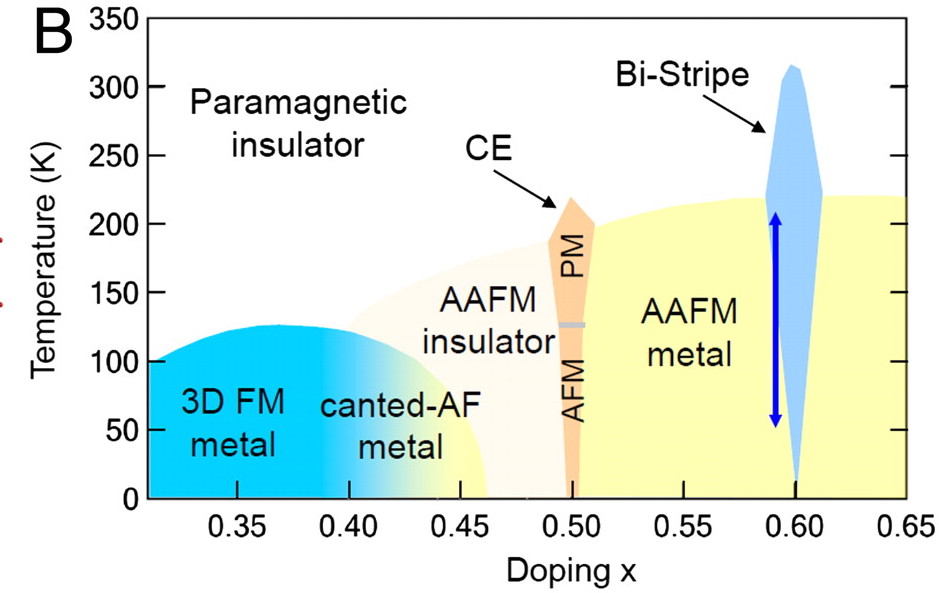 B
350
300
250
200
150
100
50
0
Temperature (K)
Paramagnetic
insulator
CE
Bi-Stripe
PM
AFM
AAFM
insulator
AAFM
metal
3D FM
metal
canted-AF
metal
0.35
0.40
0.45
0.50
0.55
0.60
0.65
Doping x